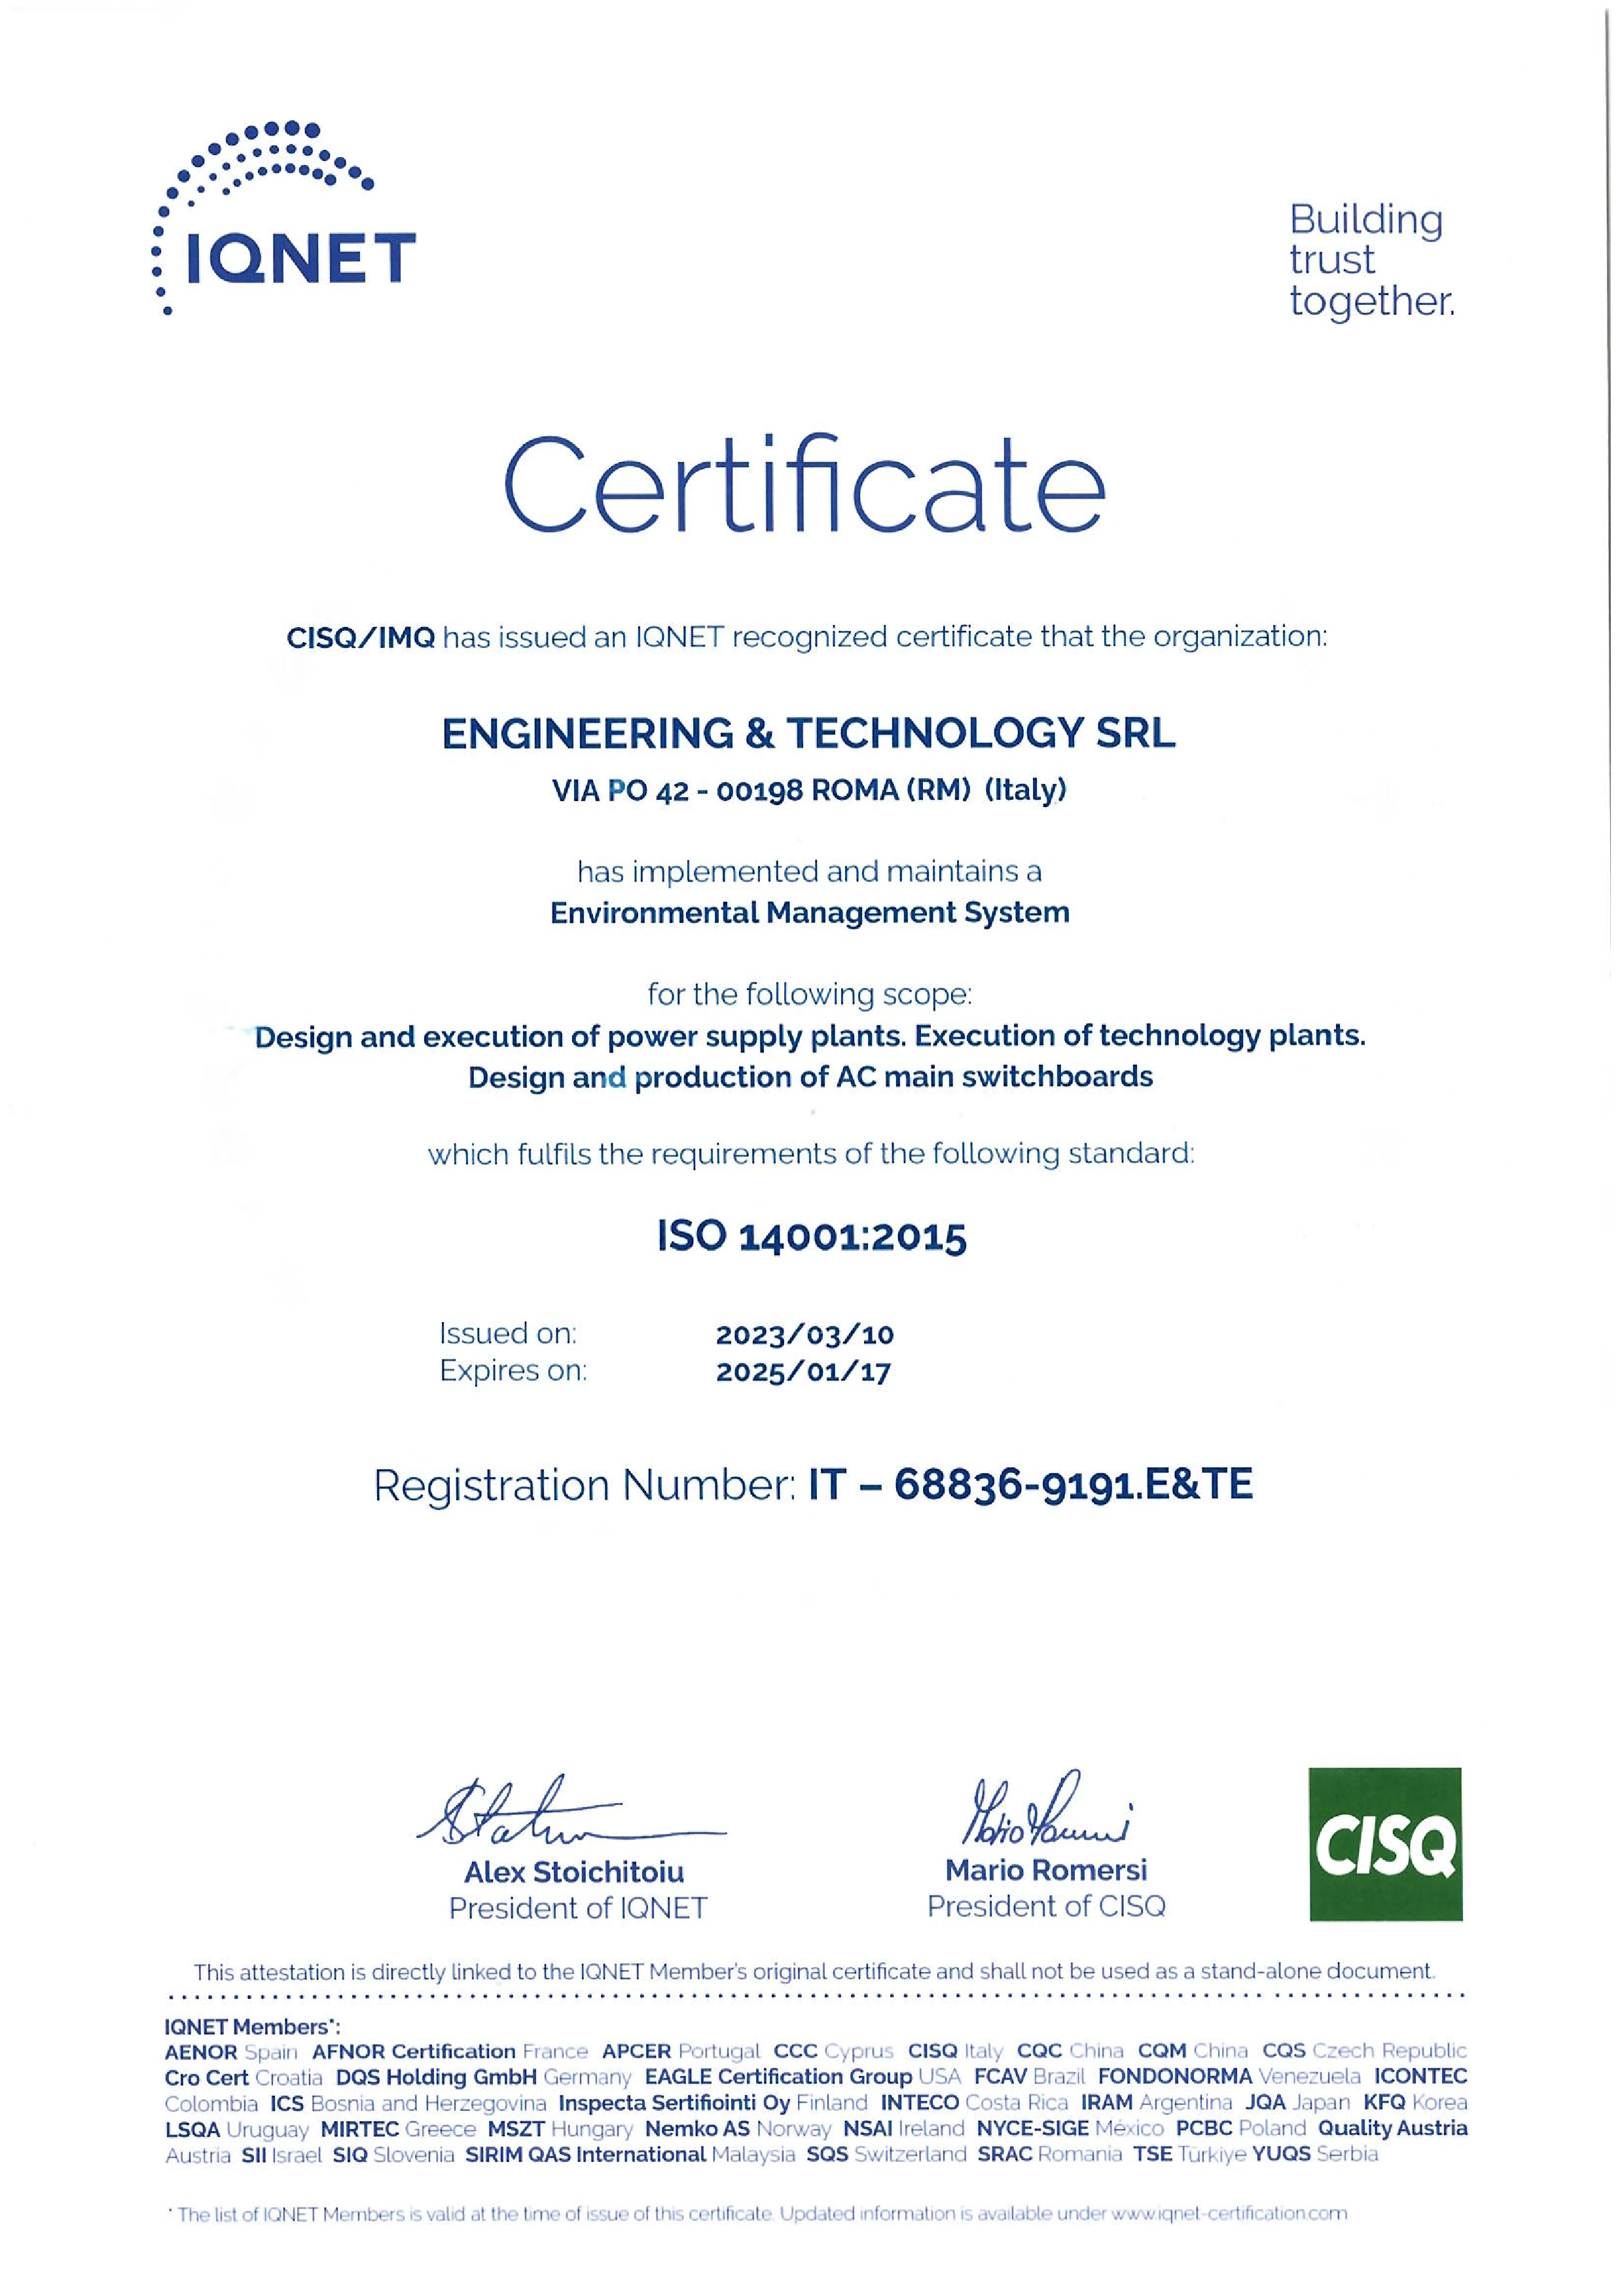 IQNET
Building
trust
together.
Certificate
CISQ/IMQ has issued an IQNET recognized certificate that the organization:
ENGINEERING & TECHNOLOGY SRL
VIA PO 42 - 00198 ROMA (RM) (Italy)
has implemented and maintains a
Environmental Management System
for the following scope:
Design and execution of power supply plants. Execution of technology plants.
Design and production of AC main switchboards
which fulfils the requirements of the following standard:
ISO 14001:2015
Issued on: 2023/03/10
Expires on: 2025/01/17
Registration Number: IT – 68836-9191.E&TE
Alex Stoichitoiu
President of IQNET
Mario Romersi
President of CISQ
CISQ
This attestation is directly linked to the IQNET Member's original certificate and shall not be used as a stand-alone document.
IQNET Members*:
AENOR Spain AFNOR Certification France APCER Portugal CCC Cyprus CISQ Italy CQC China CQM China CQS Czech Republic
Cro Cert Croatia DQS Holding GmbH Germany EAGLE Certification Group USA FCAV Brazil FONDONORMA Venezuela ICONTEC
Colombia ICS Bosnia and Herzegovina Inspecta Sertifiointi Oy Finland INTECO Costa Rica IRAM Argentina JQA Japan KFQ Korea
LSQA Uruguay MIRTEC Greece MSZT Hungary Nemko AS Norway NSAI Ireland NYCE-SIGE México PCBC Poland Quality Austria
Austria SII Israel SIQ Slovenia SIRIM QAS International Malaysia SQS Switzerland SRAC Romania TSE Türkiye YUQS Serbia
* The list of IQNET Members is valid at the time of issue of this certificate. Updated information is available under www.iqnet-certification.com